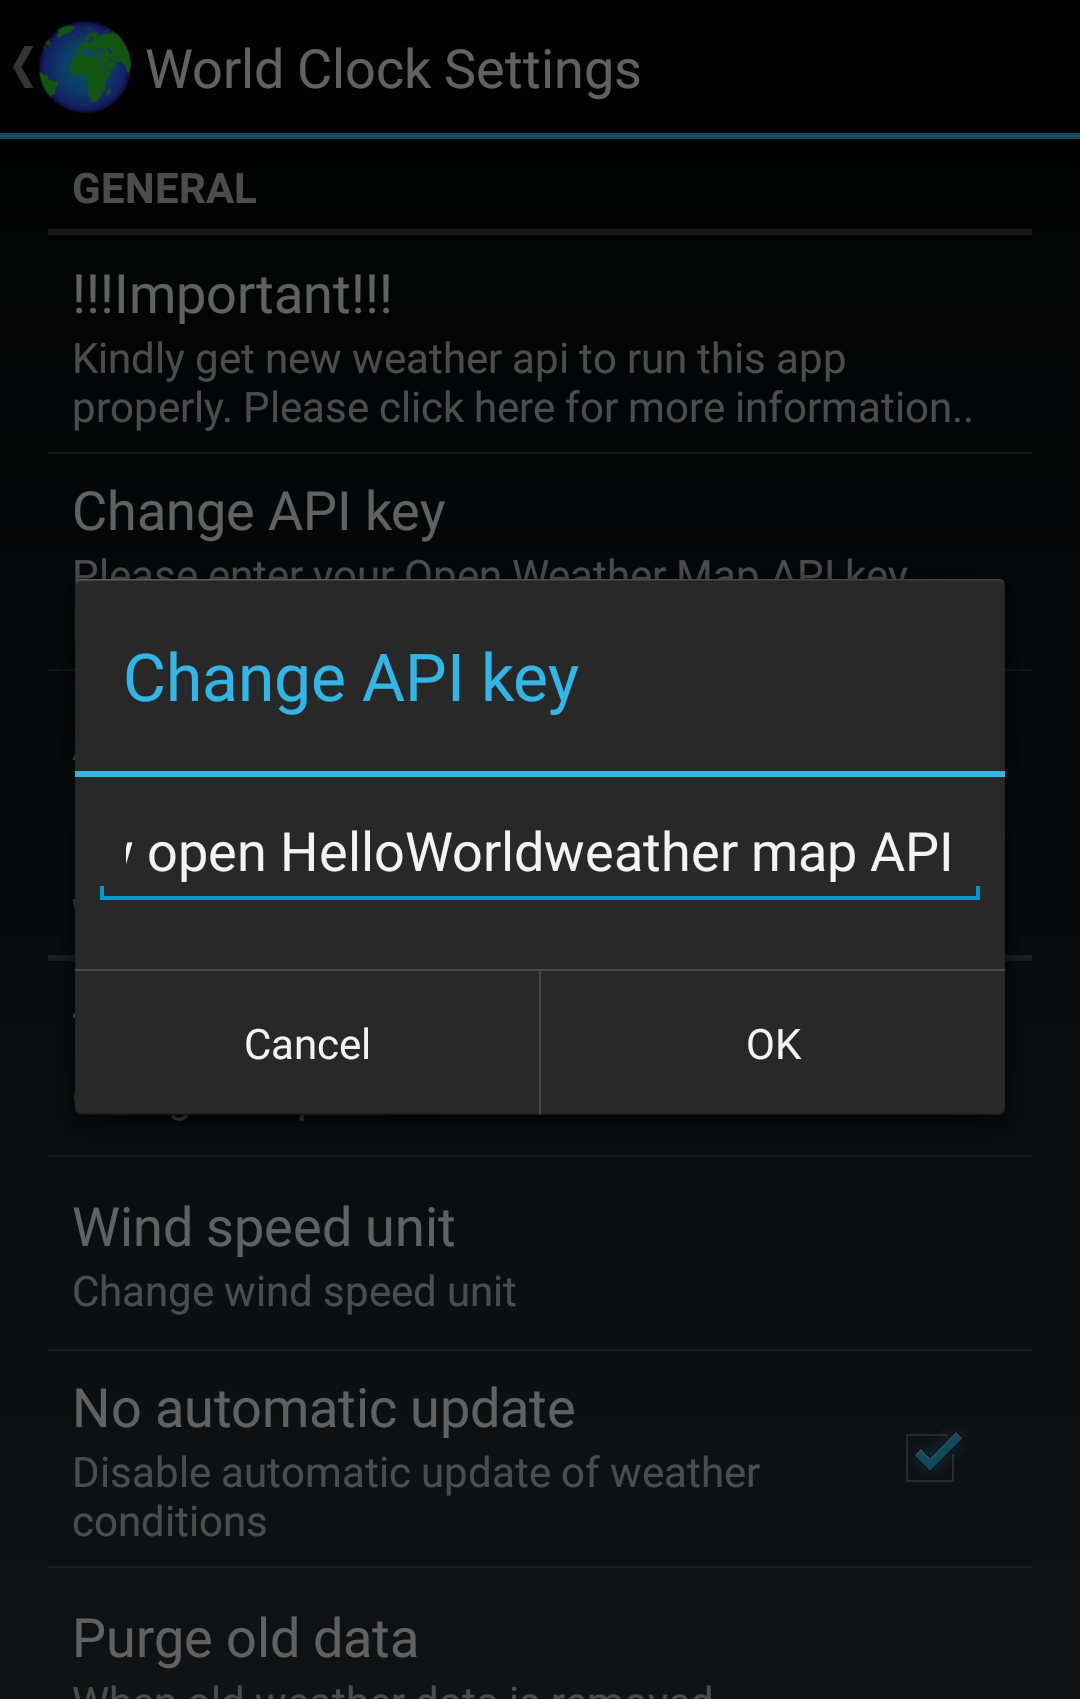 World Clock Settings
GENERAL
!!!Important!!!
Kindly get new weather api to run this app
properly. Please click here for more information..
Change API key
Please enter your Open Weather Map API key
Change API key
open HelloWorldweather map API
Cancel
OK
Wind speed unit
Change wind speed unit
No automatic update
Disable automatic update of weather
conditions
Purge old data
When old weather data is removed